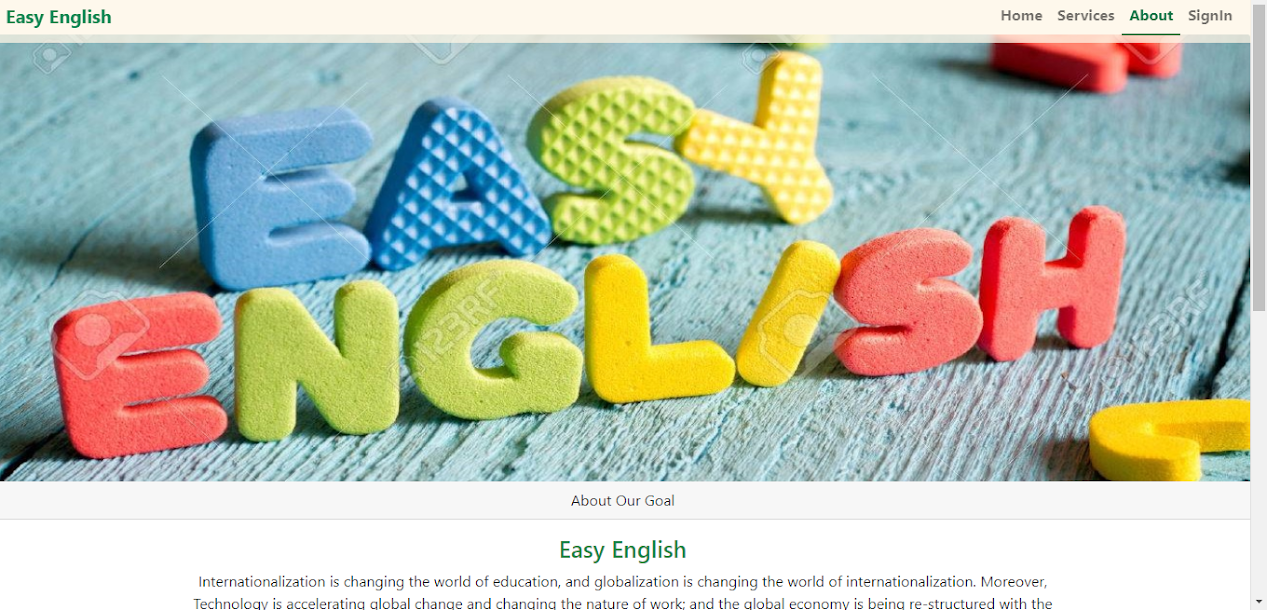 Easy English
Home Services About SignIn
EASY
ENGLISH
123RF
123RF
About Our Goal
Easy English
Internationalization is changing the world of education, and globalization is changing the world of internationalization. Moreover,
Technology is accelerating global change and changing the nature of work; and the global economy is being re-structured with the